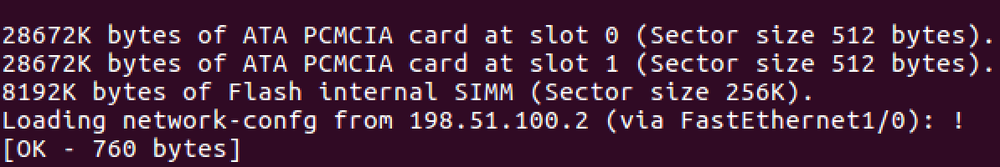 28672K bytes of ATA PCMCIA card at slot 0 (Sector size 512 bytes).
28672K bytes of ATA PCMCIA card at slot 1 (Sector size 512 bytes).
8192K bytes of Flash internal SIMM (Sector size 256K).
Loading network-confg from 198.51.100.2 (via FastEthernet1/0): !
[OK - 760 bytes]